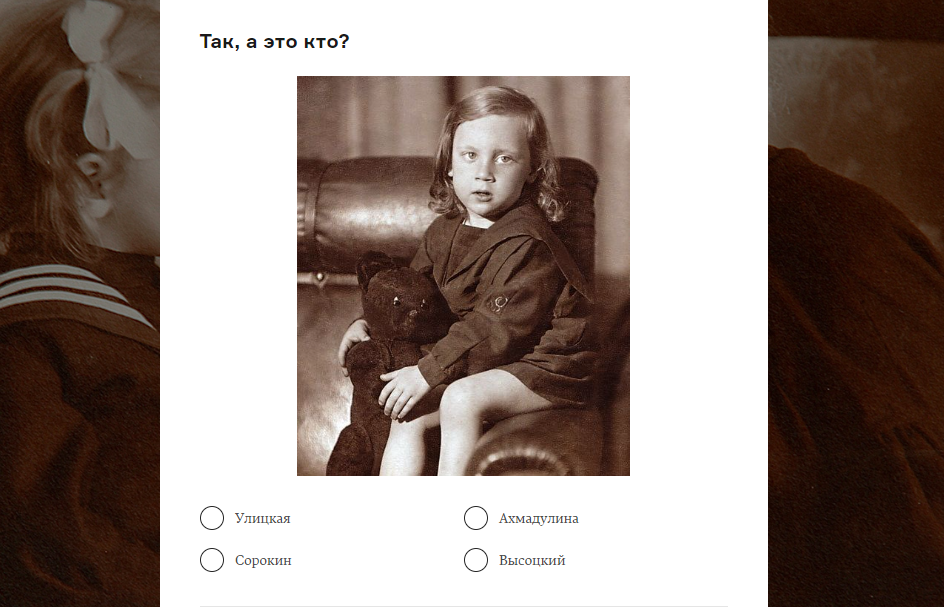 Так, а это кто?
Улицкая
Ахмадулина
Сорокин
Высоцкий